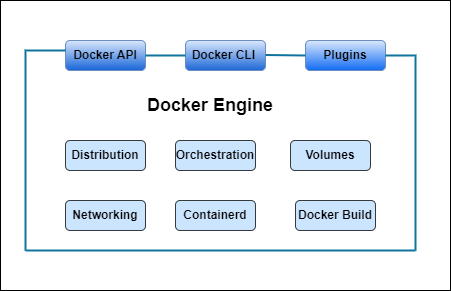 Docker API
Docker CLI
Plugins
Docker Engine
Distribution
Orchestration
Volumes
Networking
Containerd
Docker Build